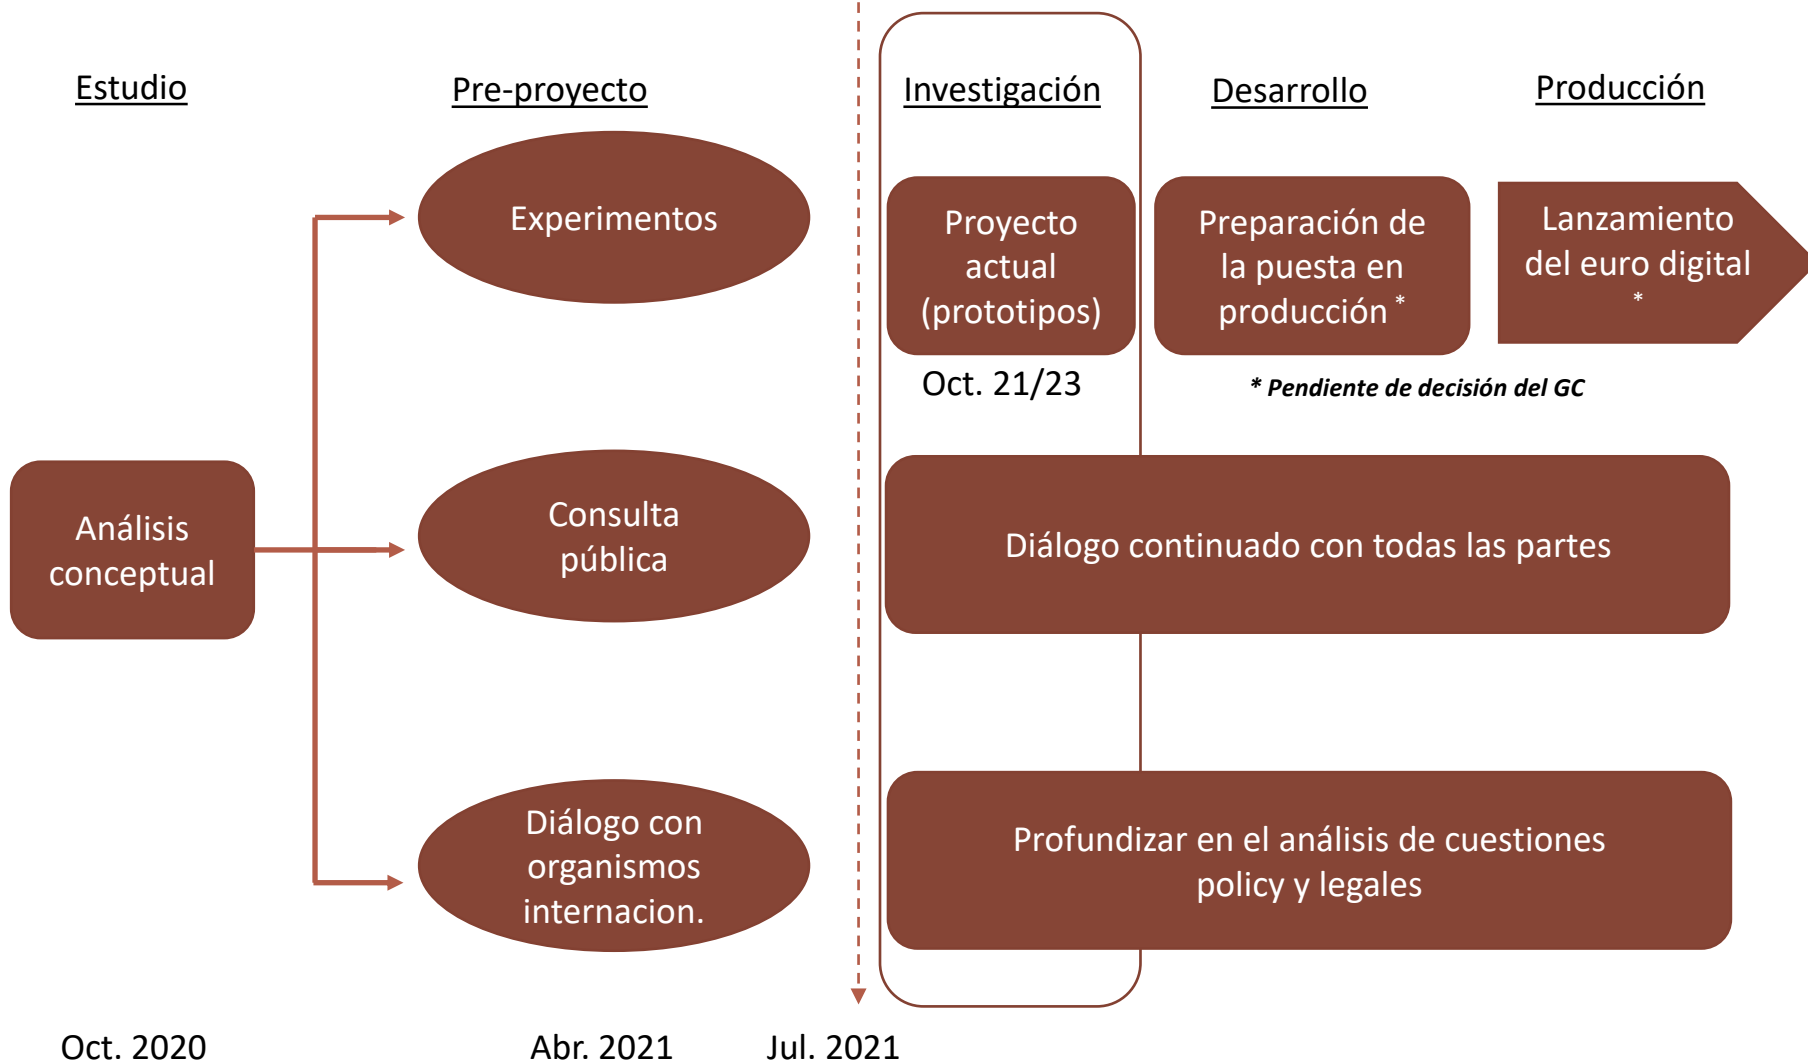 Estudio
Pre-proyecto
Investigación
Desarrollo
Producción
Experimentos
Proyecto
actual
(prototipos)
Preparación de
la puesta en
producción *
Lanzamiento
del euro digital
*
Oct. 21/23
* Pendiente de decisión del GC
Análisis
conceptual
Consulta
pública
Diálogo continuado con todas las partes
Diálogo con
organismos
internacion.
Profundizar en el análisis de cuestiones
policy y legales
Oct. 2020
Abr. 2021
Jul. 2021